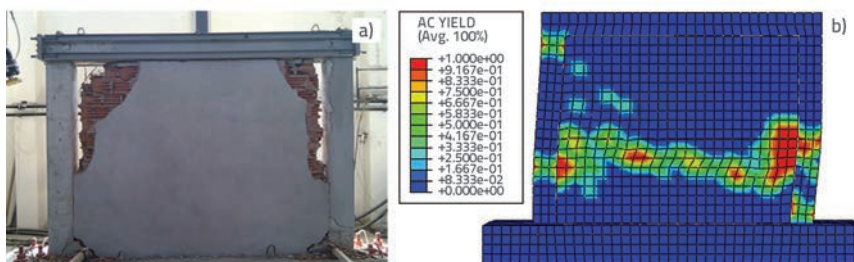 a)
AC YIELD
(Avg. 100%)
+1.000e+00
+9.167e-01
+8.333e-01
+7.500e-01
+6.667e-01
+5.833e-01
+5.000e-01
+4.167e-01
+3.333e-01
+2.500e-01
+1.667e-01
+8.333e-02
+0.000e+00
b)